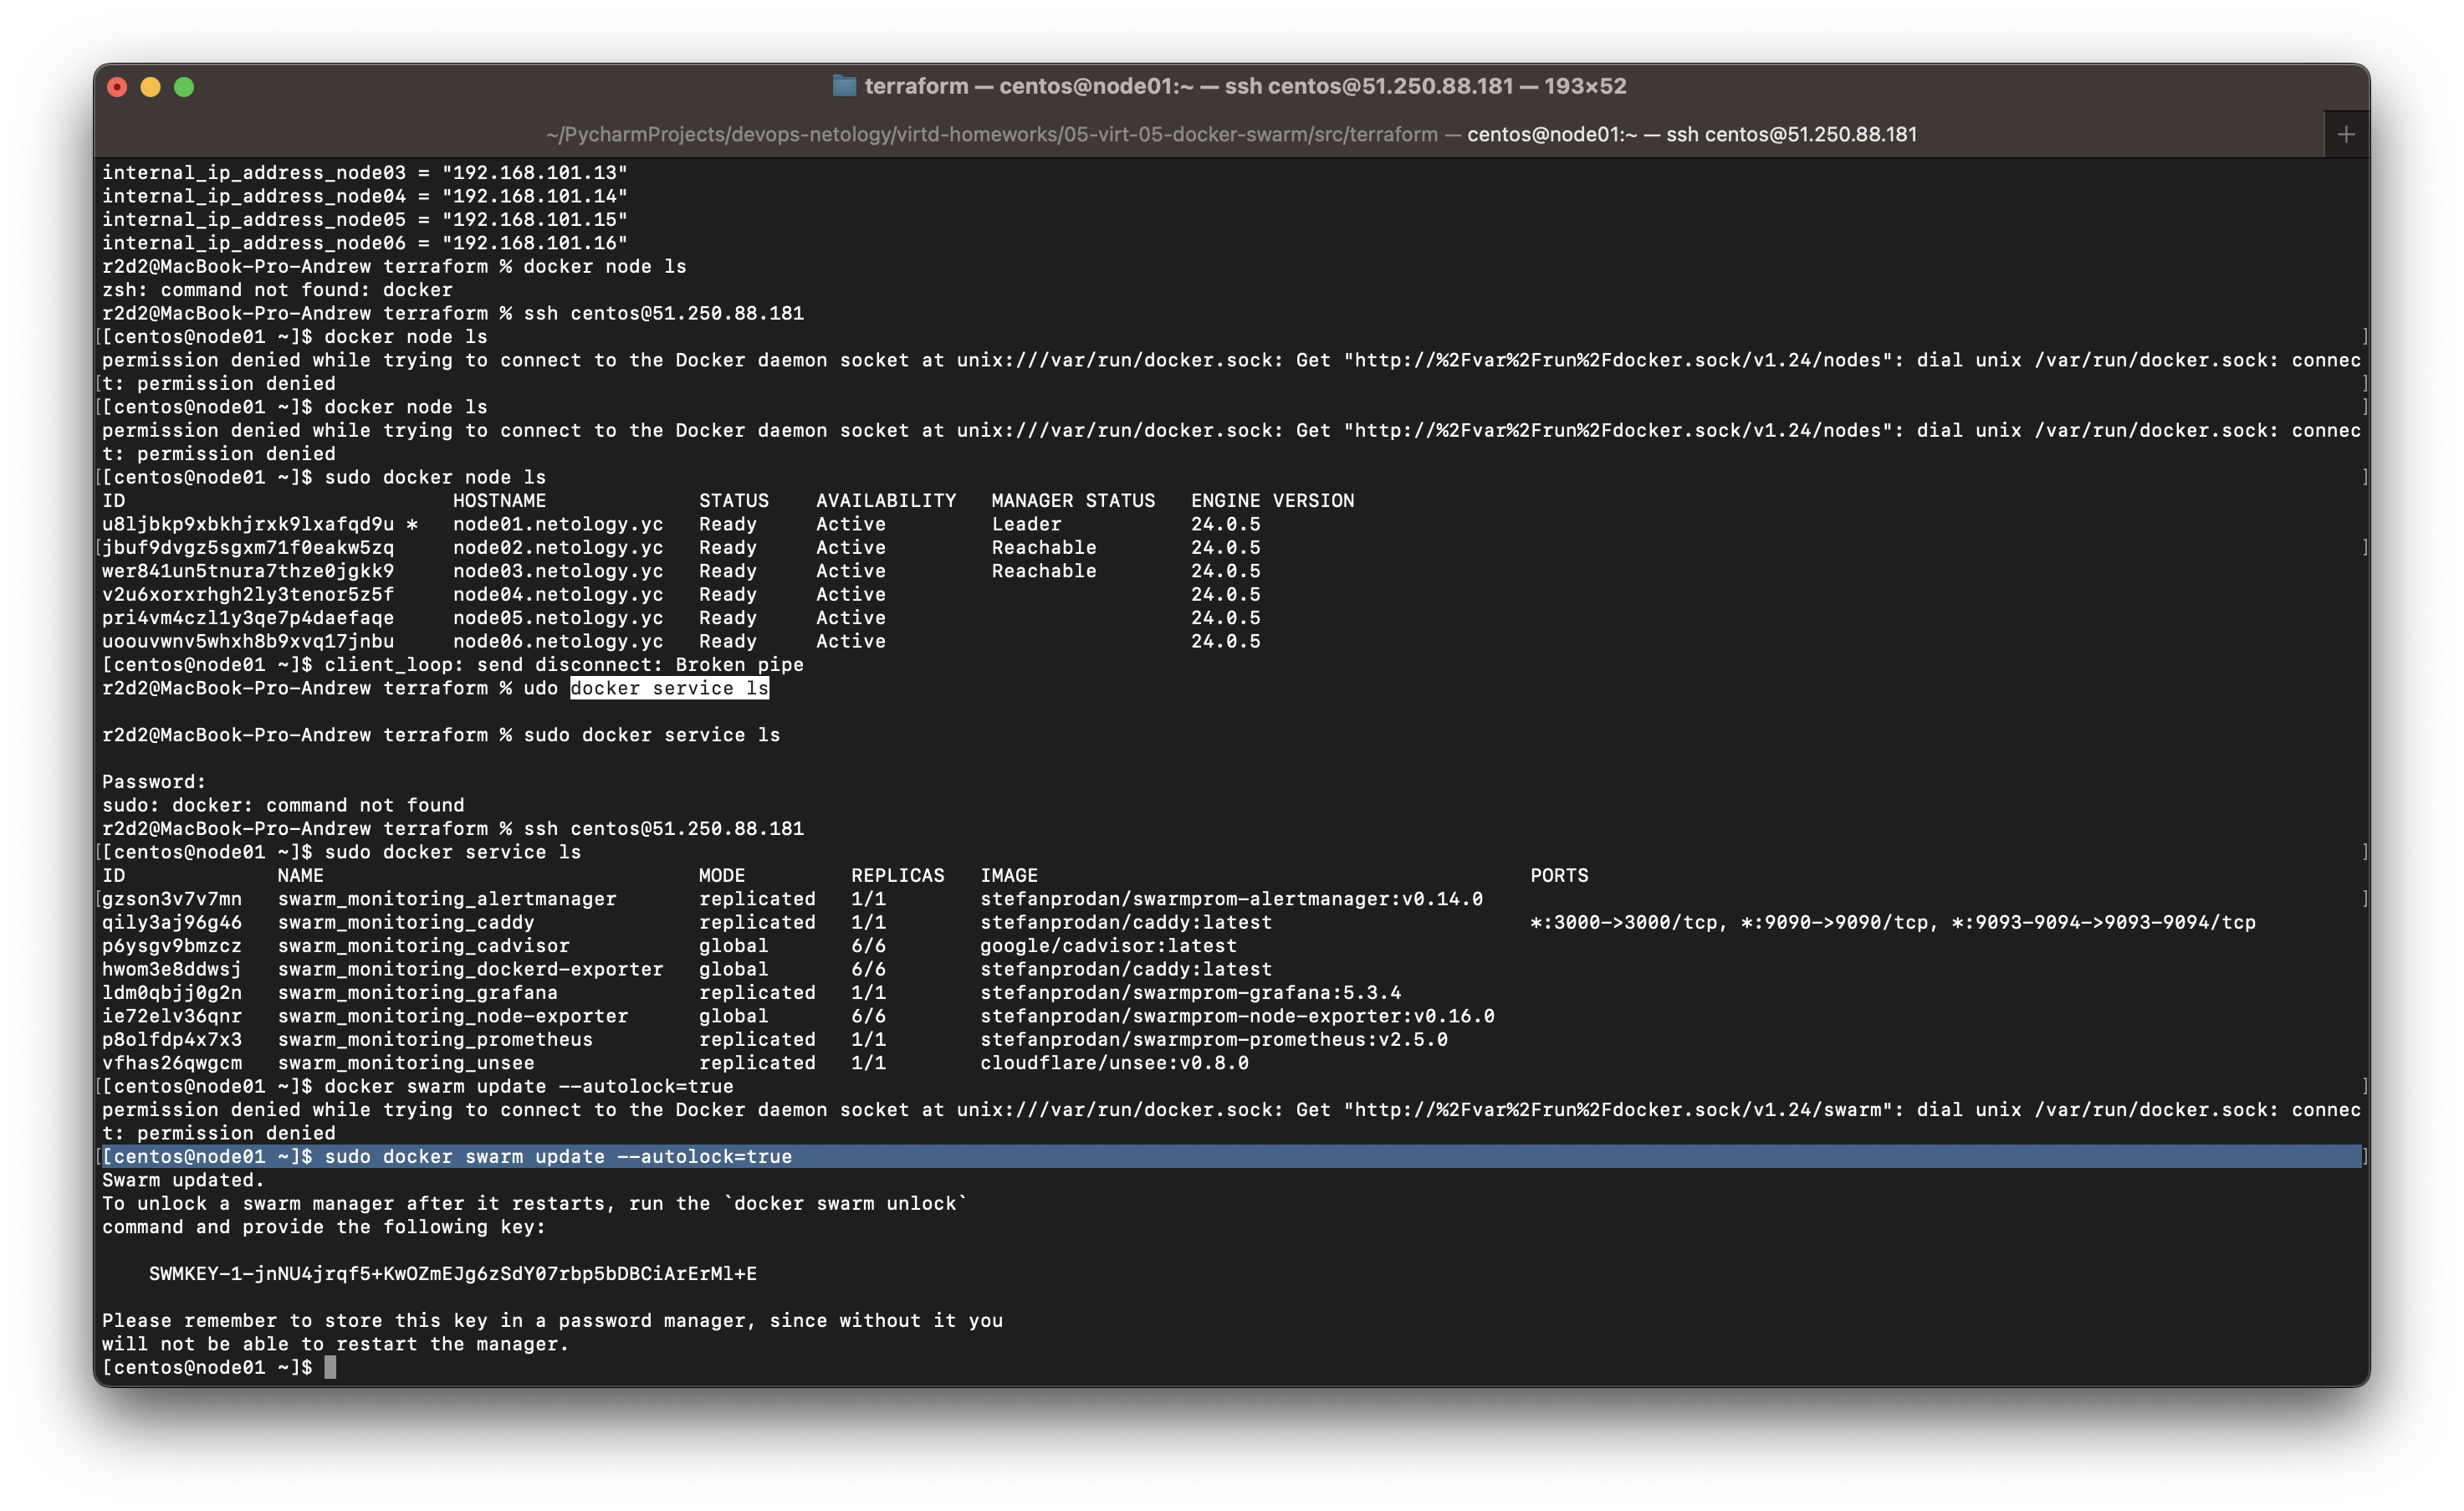 terraform — centos@node01:~ — ssh centos@51.250.88.181 — 193×52
~/PycharmProjects/devops-netology/virtd-homeworks/05-virt-05-docker-swarm/src/terraform — centos@node01:~ — ssh centos@51.250.88.181 +
internal_ip_address_node03 = "192.168.101.13"
internal_ip_address_node04 = "192.168.101.14"
internal_ip_address_node05 = "192.168.101.15"
internal_ip_address_node06 = "192.168.101.16"
r2d2@MacBook-Pro-Andrew terraform % docker node ls
zsh: command not found: docker
r2d2@MacBook-Pro-Andrew terraform % ssh centos@51.250.88.181
[[centos@node01 ~]$ docker node ls ]
permission denied while trying to connect to the Docker daemon socket at unix:///var/run/docker.sock: Get "http://%2Fvar%2Frun%2Fdocker.sock/v1.24/nodes": dial unix /var/run/docker.sock: connec
[t: permission denied ]
[[centos@node01 ~]$ docker node ls ]
permission denied while trying to connect to the Docker daemon socket at unix:///var/run/docker.sock: Get "http://%2Fvar%2Frun%2Fdocker.sock/v1.24/nodes": dial unix /var/run/docker.sock: connec
t: permission denied
[[centos@node01 ~]$ sudo docker node ls ]
ID HOSTNAME STATUS AVAILABILITY MANAGER STATUS ENGINE VERSION
u8ljbkp9xbkhjrxk9lxafqd9u * node01.netology.yc Ready Active Leader 24.0.5
[jbuf9dvgz5sgxm71f0eakw5zq node02.netology.yc Ready Active Reachable 24.0.5 ]
wer841un5tnura7thze0jgkk9 node03.netology.yc Ready Active Reachable 24.0.5
v2u6xorxrhgh2ly3tenor5z5f node04.netology.yc Ready Active 24.0.5
pri4vm4czl1y3qe7p4daefaqe node05.netology.yc Ready Active 24.0.5
uoouvwnv5whxh8b9xvq17jnbu node06.netology.yc Ready Active 24.0.5
[centos@node01 ~]$ client_loop: send disconnect: Broken pipe
r2d2@MacBook-Pro-Andrew terraform % udo docker service ls
r2d2@MacBook-Pro-Andrew terraform % sudo docker service ls
Password:
sudo: docker: command not found
r2d2@MacBook-Pro-Andrew terraform % ssh centos@51.250.88.181
[[centos@node01 ~]$ sudo docker service ls ]
ID NAME MODE REPLICAS IMAGE PORTS
[gzson3v7v7mn swarm_monitoring_alertmanager replicated 1/1 stefanprodan/swarmprom-alertmanager:v0.14.0 ]
qily3aj96g46 swarm_monitoring_caddy replicated 1/1 stefanprodan/caddy:latest *:3000->3000/tcp, *:9090->9090/tcp, *:9093-9094->9093-9094/tcp
p6ysgv9bmzcz swarm_monitoring_cadvisor global 6/6 google/cadvisor:latest
hwom3e8ddwsj swarm_monitoring_dockerd-exporter global 6/6 stefanprodan/caddy:latest
ldm0qbjj0g2n swarm_monitoring_grafana replicated 1/1 stefanprodan/swarmprom-grafana:5.3.4
ie72elv36qnr swarm_monitoring_node-exporter global 6/6 stefanprodan/swarmprom-node-exporter:v0.16.0
p8olfdp4x7x3 swarm_monitoring_prometheus replicated 1/1 stefanprodan/swarmprom-prometheus:v2.5.0
vfhas26qwgcm swarm_monitoring_unsee replicated 1/1 cloudflare/unsee:v0.8.0
[[centos@node01 ~]$ docker swarm update --autolock=true ]
permission denied while trying to connect to the Docker daemon socket at unix:///var/run/docker.sock: Get "http://%2Fvar%2Frun%2Fdocker.sock/v1.24/swarm": dial unix /var/run/docker.sock: connec
t: permission denied
[[centos@node01 ~]$ sudo docker swarm update --autolock=true ]
Swarm updated.
To unlock a swarm manager after it restarts, run the `docker swarm unlock`
command and provide the following key:
SWMKEY-1-jnNU4jrqf5+KwOZmEJg6zSdY07rbp5bDBCiArErMl+E
Please remember to store this key in a password manager, since without it you
will not be able to restart the manager.
[centos@node01 ~]$